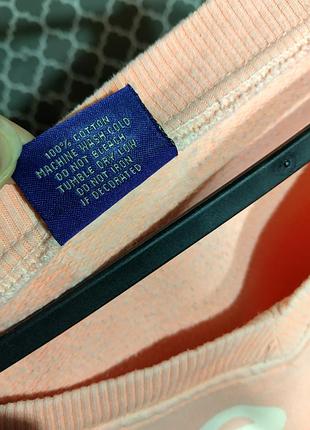 100% COTTON
MACHINE WASH COLD
DO NOT BLEACH
TUMBLE DRY LOW
DO NOT IRON
IF DECORATED